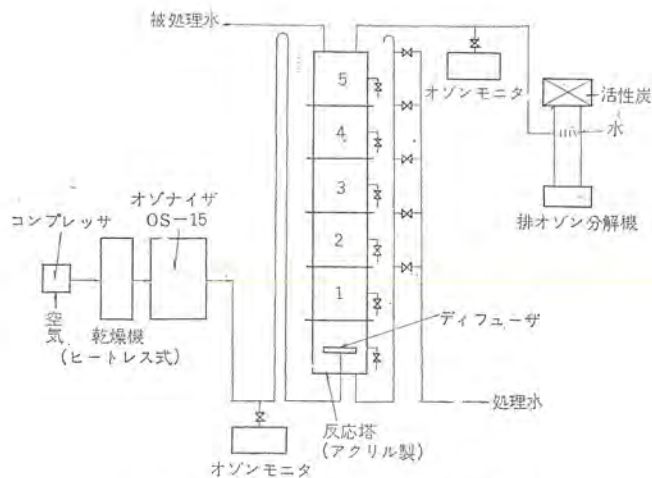 被処理水
オゾンモニタ
活性炭
水
排オゾン分解機
5
4
3
2
1
オゾナイザ
OS-15
コンプレッサ
空気
乾燥機
(ヒートレス式)
ディフューザ
処理水
反応塔
(アクリル製)
オゾンモニタ